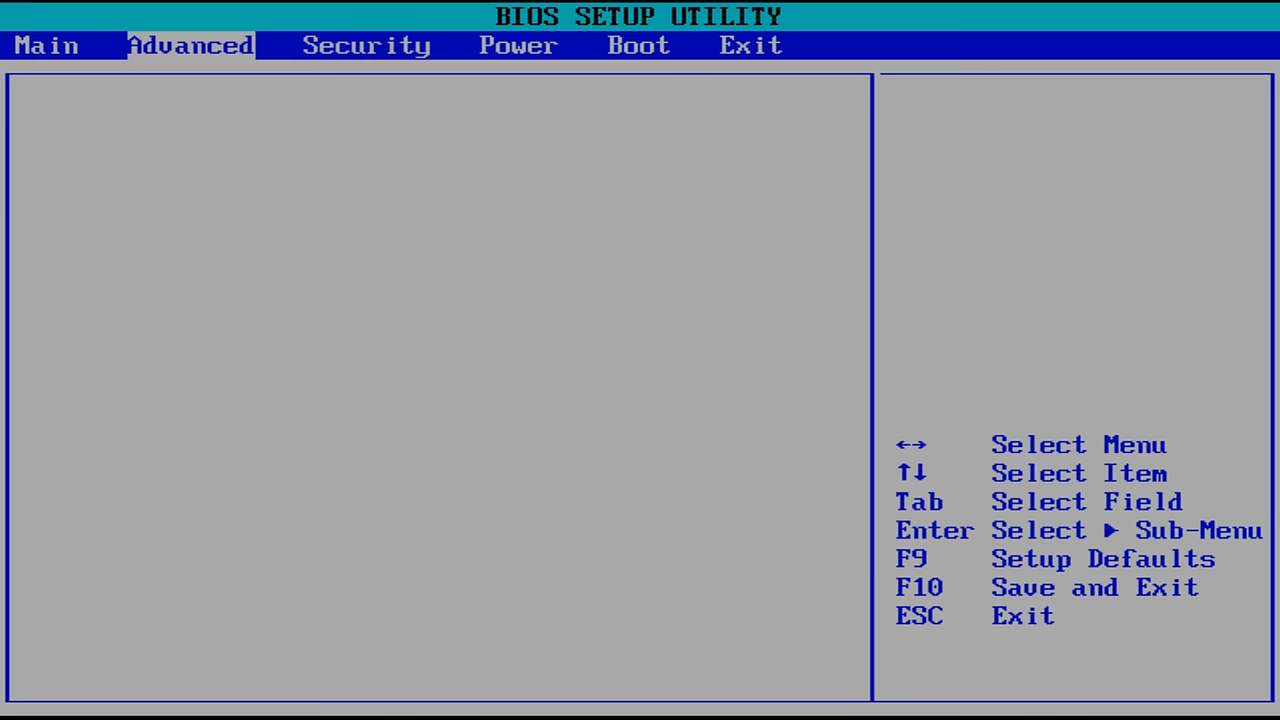 BIOS SETUP UTILITY
Main Advanced Security Power Boot Exit
←→ Select Menu
↑↓ Select Item
Tab Select Field
Enter Select ▶ Sub-Menu
F9 Setup Defaults
F10 Save and Exit
ESC Exit